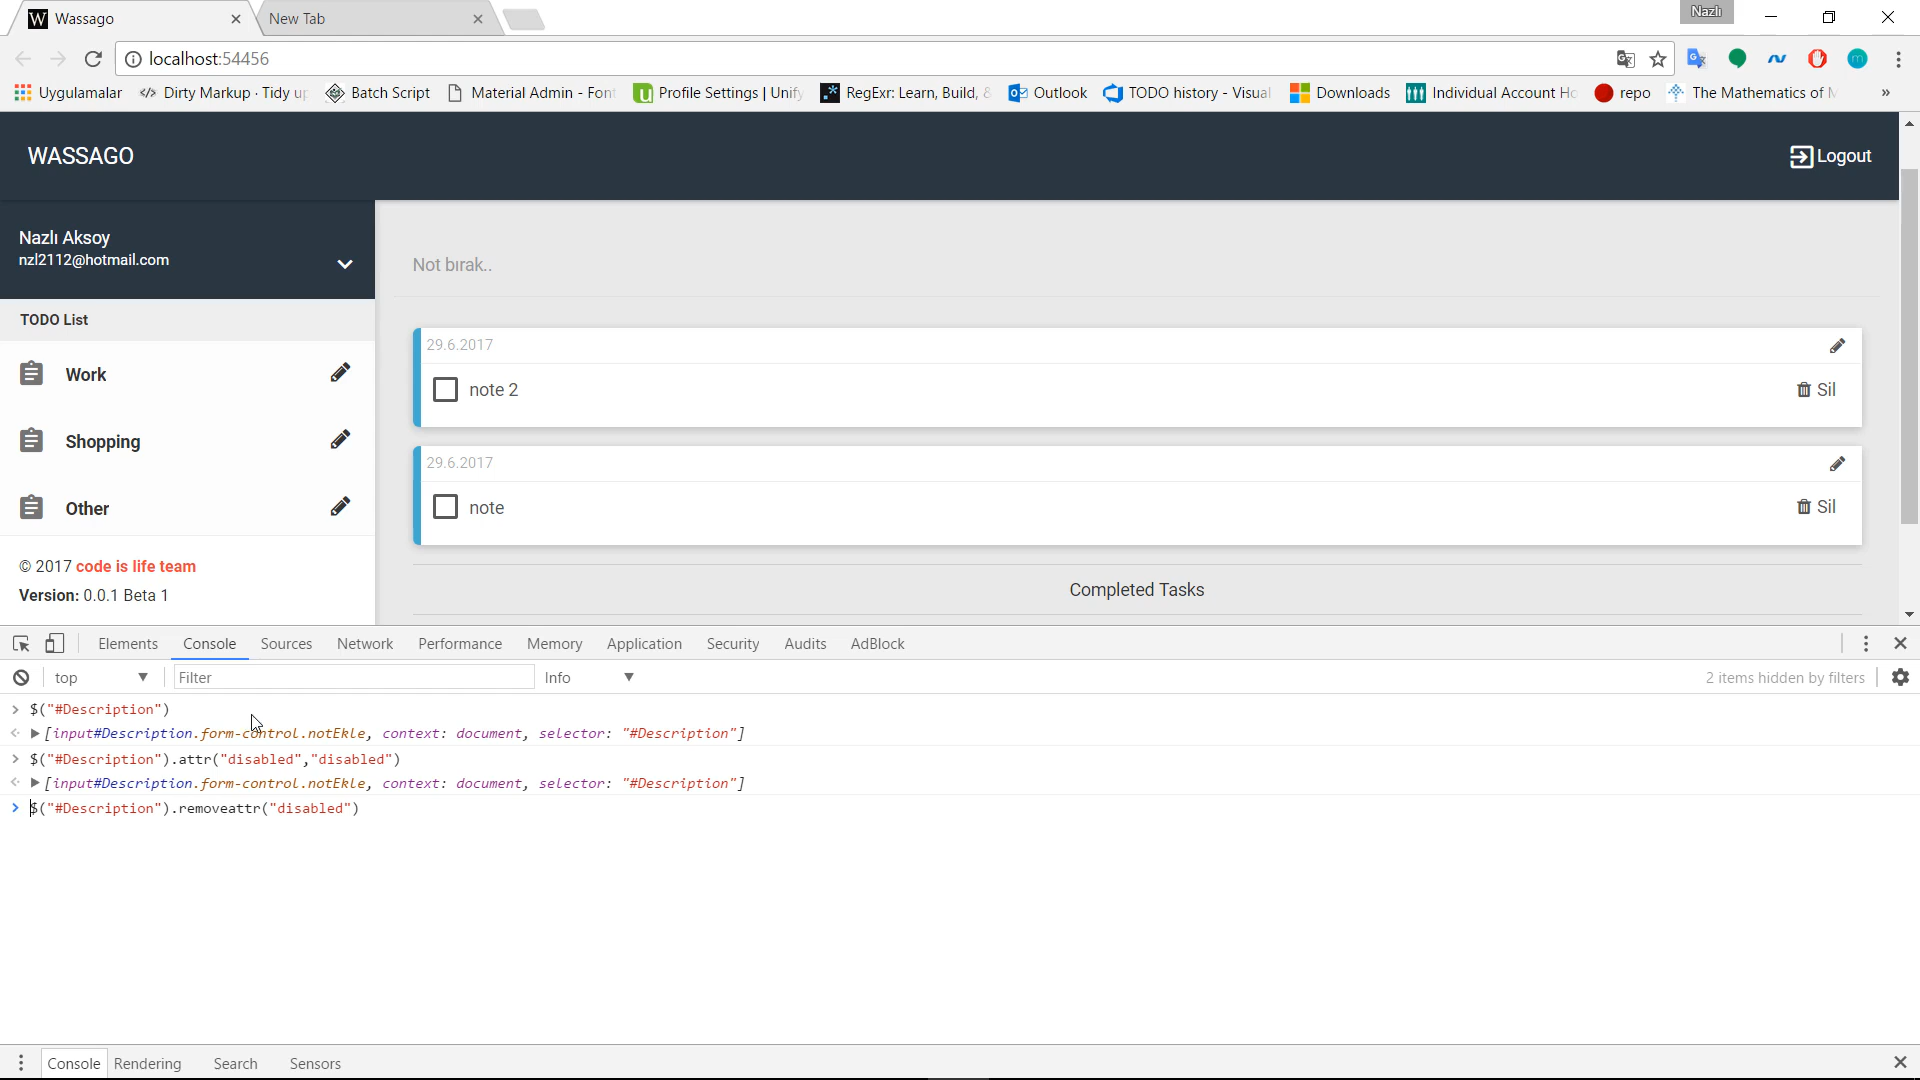 Wassago
New Tab
Nazlı
localhost:54456
Uygulamalar
Dirty Markup · Tidy
Batch Script
Material Admin - Fon
Profile Settings | Unify
RegExr: Learn, Build,
Outlook
TODO history - Visual
Downloads
Individual Account
repo
The Mathematics of
»
WASSAGO
Logout
Nazlı Aksoy
nzl2112@hotmail.com
TODO List
Work
Shopping
Other
© 2017 code is life team
Version: 0.0.1 Beta 1
Not bırak..
29.6.2017
note 2
Sil
29.6.2017
note
Sil
Completed Tasks
Elements Console Sources Network Performance Memory Application Security Audits AdBlock
top
Filter
Info
2 items hidden by filters
> $("#Description")
[input#Description.form-control.notEkle, context: document, selector: "#Description"]
> $("#Description").attr("disabled","disabled")
[input#Description.form-control.notEkle, context: document, selector: "#Description"]
> $("#Description").removeattr("disabled")
Console Rendering Search Sensors